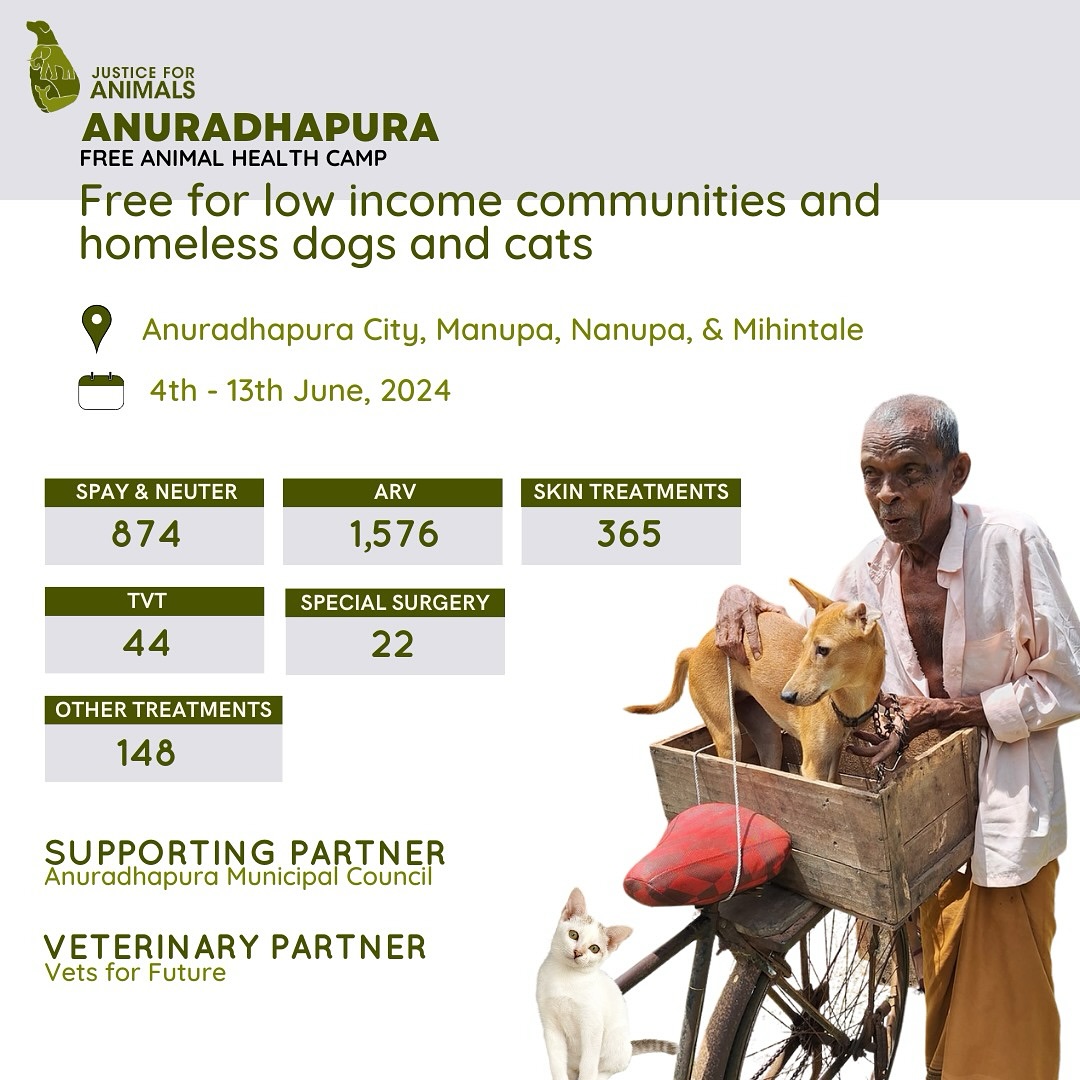 JUSTICE FOR
ANIMALS
ANURADHAPURA
FREE ANIMAL HEALTH CAMP
Free for low income communities and
homeless dogs and cats
Anuradhapura City, Manupa, Nanupa, & Mihintale
4th - 13th June, 2024
SPAY & NEUTER
874
ARV
1,576
SKIN TREATMENTS
365
TVT
44
SPECIAL SURGERY
22
OTHER TREATMENTS
148
SUPPORTING PARTNER
Anuradhapura Municipal Council
VETERINARY PARTNER
Vets for Future